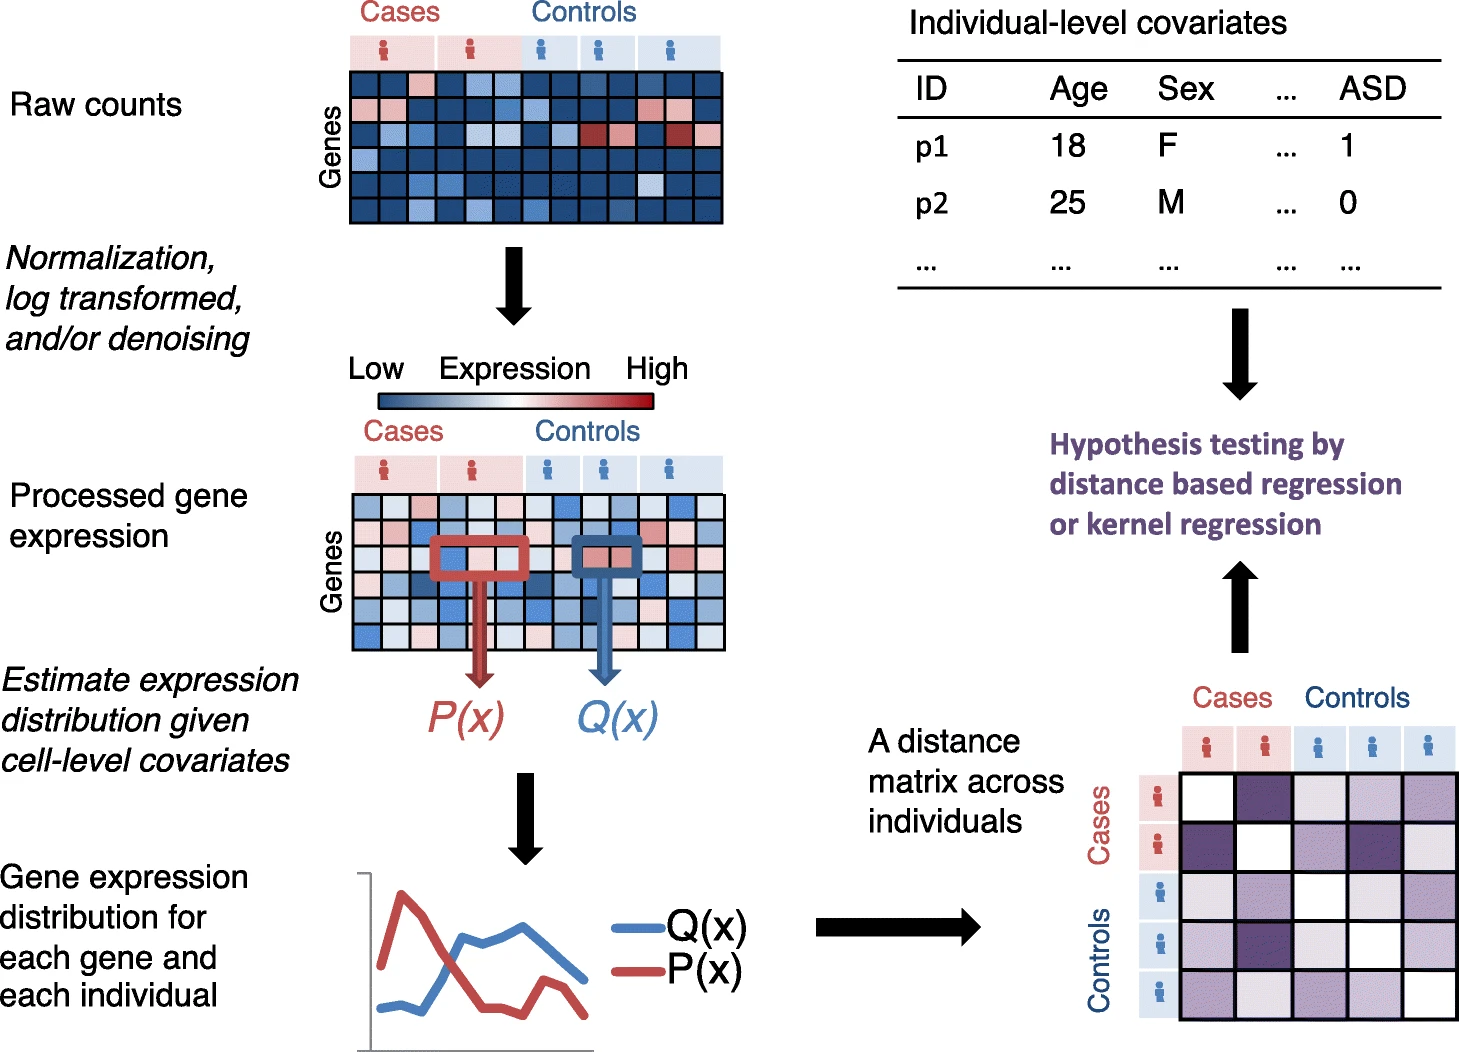 Cases Controls
Raw counts
Genes
Normalization,
log transformed,
and/or denoising
Low Expression High
Cases Controls
Processed gene
expression
Genes
Estimate expression
distribution given
cell-level covariates
P(x) Q(x)
Gene expression
distribution for
each gene and
each individual
Q(x)
P(x)
A distance
matrix across
individuals
Cases Controls
Cases
Controls
Individual-level covariates
ID Age Sex ... ASD
p1 18 F ... 1
p2 25 M ... 0
... ... ... ... ...
Hypothesis testing by
distance based regression
or kernel regression